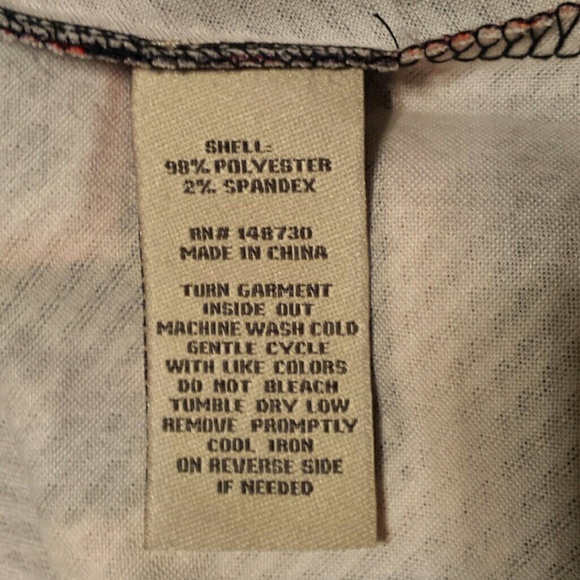 SHELL:
98% POLYESTER
2% SPANDEX
RN# 148730
MADE IN CHINA
TURN GARMENT
INSIDE OUT
MACHINE WASH COLD
GENTLE CYCLE
WITH LIKE COLORS
DO NOT BLEACH
TUMBLE DRY LOW
REMOVE PROMPTLY
COOL IRON
ON REVERSE SIDE
IF NEEDED